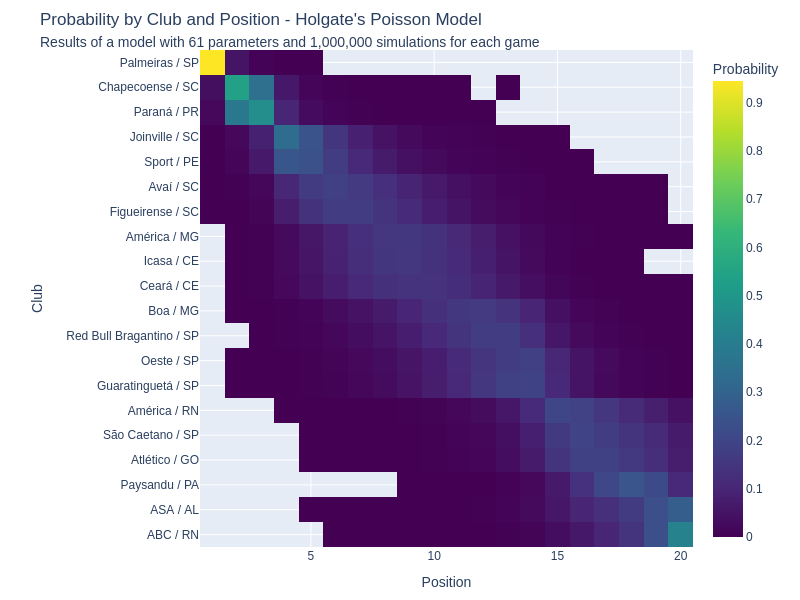 Probability by Club and Position - Holgate's Poisson Model
Results of a model with 61 parameters and 1,000,000 simulations for each game
Probability
Club
Palmeiras / SP
Chapecoense / SC
Paraná / PR
Joinville / SC
Sport / PE
Avaí / SC
Figueirense / SC
América / MG
Icasa / CE
Ceará / CE
Boa / MG
Red Bull Bragantino / SP
Oeste / SP
Guaratinguetá / SP
América / RN
São Caetano / SP
Atlético / GO
Paysandu / PA
ASA / AL
ABC / RN
0.9
0.8
0.7
0.6
0.5
0.4
0.3
0.2
0.1
0
5 10 15 20
Position